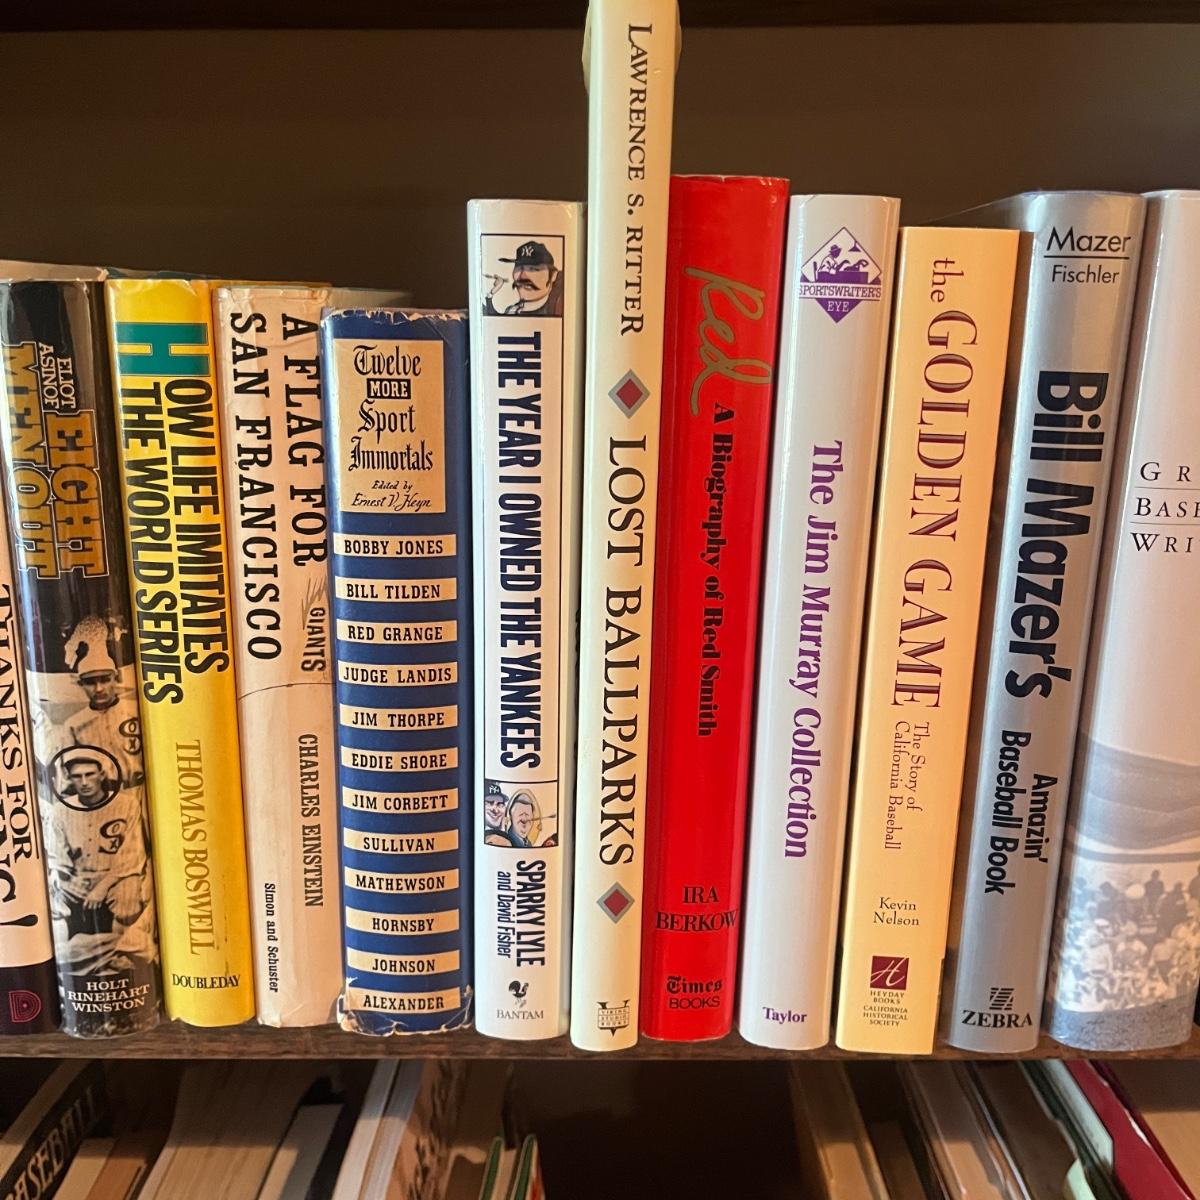 THANKS FOR
ELIOT
ASINOF
EIGHT
MEN OUT
HOLT
RINEHART
WINSTON
HOW LIFE IMITATES
THE WORLD SERIES
THOMAS BOSWELL
DOUBLEDAY
A FLAG FOR
SAN FRANCISCO
GIANTS
CHARLES EINSTEIN
Simon and Schuster
Twelve
MORE
Sport
Immortals
Edited by
Ernest V. Heyn
BOBBY JONES
BILL TILDEN
RED GRANGE
JUDGE LANDIS
JIM THORPE
EDDIE SHORE
JIM CORBETT
SULLIVAN
MATHEWSON
HORNSBY
JOHNSON
ALEXANDER
THE YEAR I OWNED THE YANKEES
SPARKY LYLE
and David Fisher
BANTAM
LAWRENCE S. RITTER
LOST BALLPARKS
VIKING
STUDIO
BOOKS
Red
A Biography of Red Smith
IRA
BERKOW
Times
BOOKS
SPORTSWRITER'S
EYE
The Jim Murray Collection
Taylor
the GOLDEN GAME
The Story of
California Baseball
Kevin
Nelson
H
HEYDAY
BOOKS
CALIFORNIA
HISTORICAL
SOCIETY
Mazer
Fischler
Bill Mazer's
Amazin'
Baseball Book
ZEBRA
GR
BASE
WRI